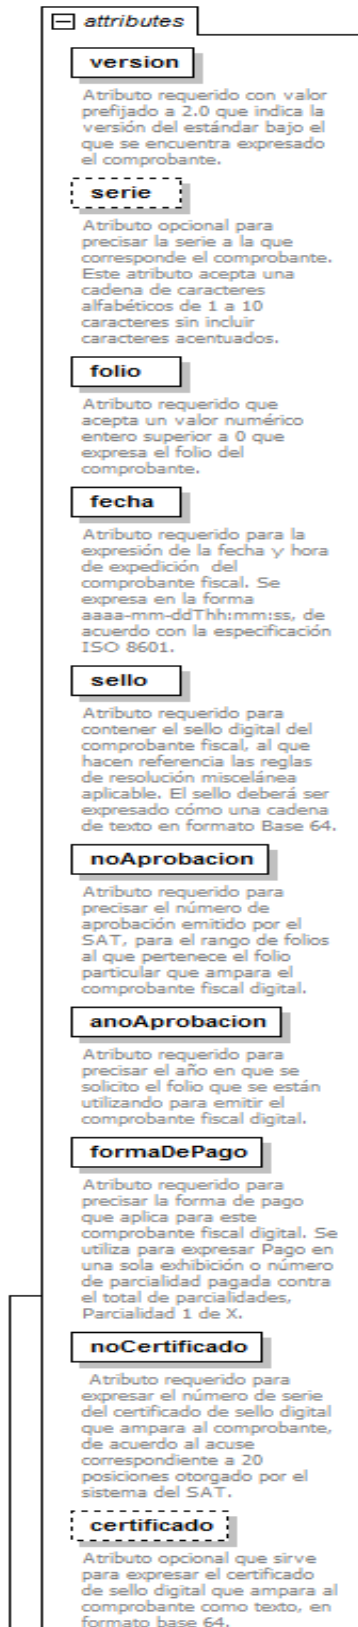 attributes
version
Atributo requerido con valor
prefijado a 2.0 que indica la
versión del estándar bajo el
que se encuentra expresado
el comprobante.
serie
Atributo opcional para
precisar la serie a la que
corresponde el comprobante.
Este atributo acepta una
cadena de caracteres
alfabéticos de 1 a 10
caracteres sin incluir
caracteres acentuados.
folio
Atributo requerido que
acepta un valor numérico
entero superior a 0 que
expresa el folio del
comprobante.
fecha
Atributo requerido para la
expresión de la fecha y hora
de expedición del
comprobante fiscal. Se
expresa en la forma
aaaa-mm-ddThh:mm:ss, de
acuerdo con la especificación
ISO 8601.
sello
Atributo requerido para
contener el sello digital del
comprobante fiscal, al que
hacen referencia las reglas
de resolución miscelánea
aplicable. El sello deberá ser
expresado cómo una cadena
de texto en formato Base 64.
noAprobacion
Atributo requerido para
precisar el número de
aprobación emitido por el
SAT, para el rango de folios
al que pertenece el folio
particular que ampara el
comprobante fiscal digital.
anoAprobacion
Atributo requerido para
precisar el año en que se
solicito el folio que se están
utilizando para emitir el
comprobante fiscal digital.
formaDePago
Atributo requerido para
precisar la forma de pago
que aplica para este
comprobante fiscal digital. Se
utiliza para expresar Pago en
una sola exhibición o número
de parcialidad pagada contra
el total de parcialidades,
Parcialidad 1 de X.
noCertificado
Atributo requerido para
expresar el número de serie
del certificado de sello digital
que ampara al comprobante,
de acuerdo al acuse
correspondiente a 20
posiciones otorgado por el
sistema del SAT.
certificado
Atributo opcional que sirve
para expresar el certificado
de sello digital que ampara al
comprobante como texto, en
formato base 64.